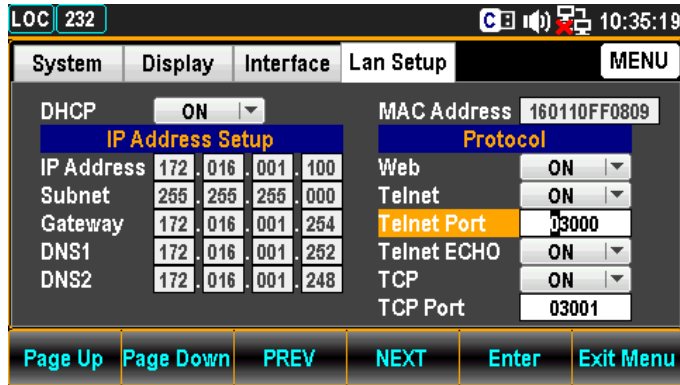 LOC 232 C 10:35:19
System Display Interface Lan Setup MENU
DHCP ON MAC Address 160110FF0809
IP Address Setup Protocol
IP Address 172 . 016 . 001 . 100 Web ON
Subnet 255 . 255 . 255 . 000 Telnet ON
Gateway 172 . 016 . 001 . 254 Telnet Port 03000
DNS1 172 . 016 . 001 . 252 Telnet ECHO ON
DNS2 172 . 016 . 001 . 248 TCP ON
TCP Port 03001
Page Up Page Down PREV NEXT Enter Exit Menu